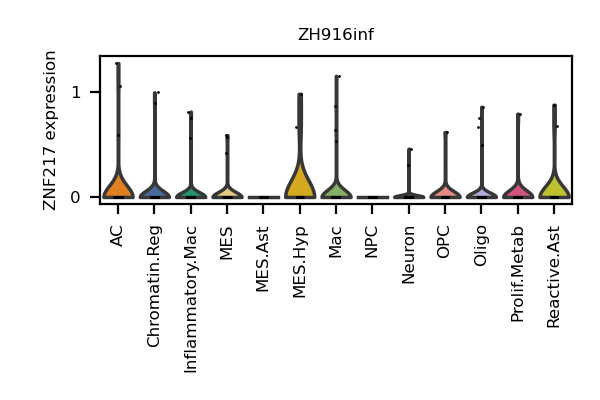 ZH916inf
ZNF217 expression
1
0
AC
Chromatin.Reg
Inflammatory.Mac
MES
MES.Ast
MES.Hyp
Mac
NPC
Neuron
OPC
Oligo
Prolif.Metab
Reactive.Ast